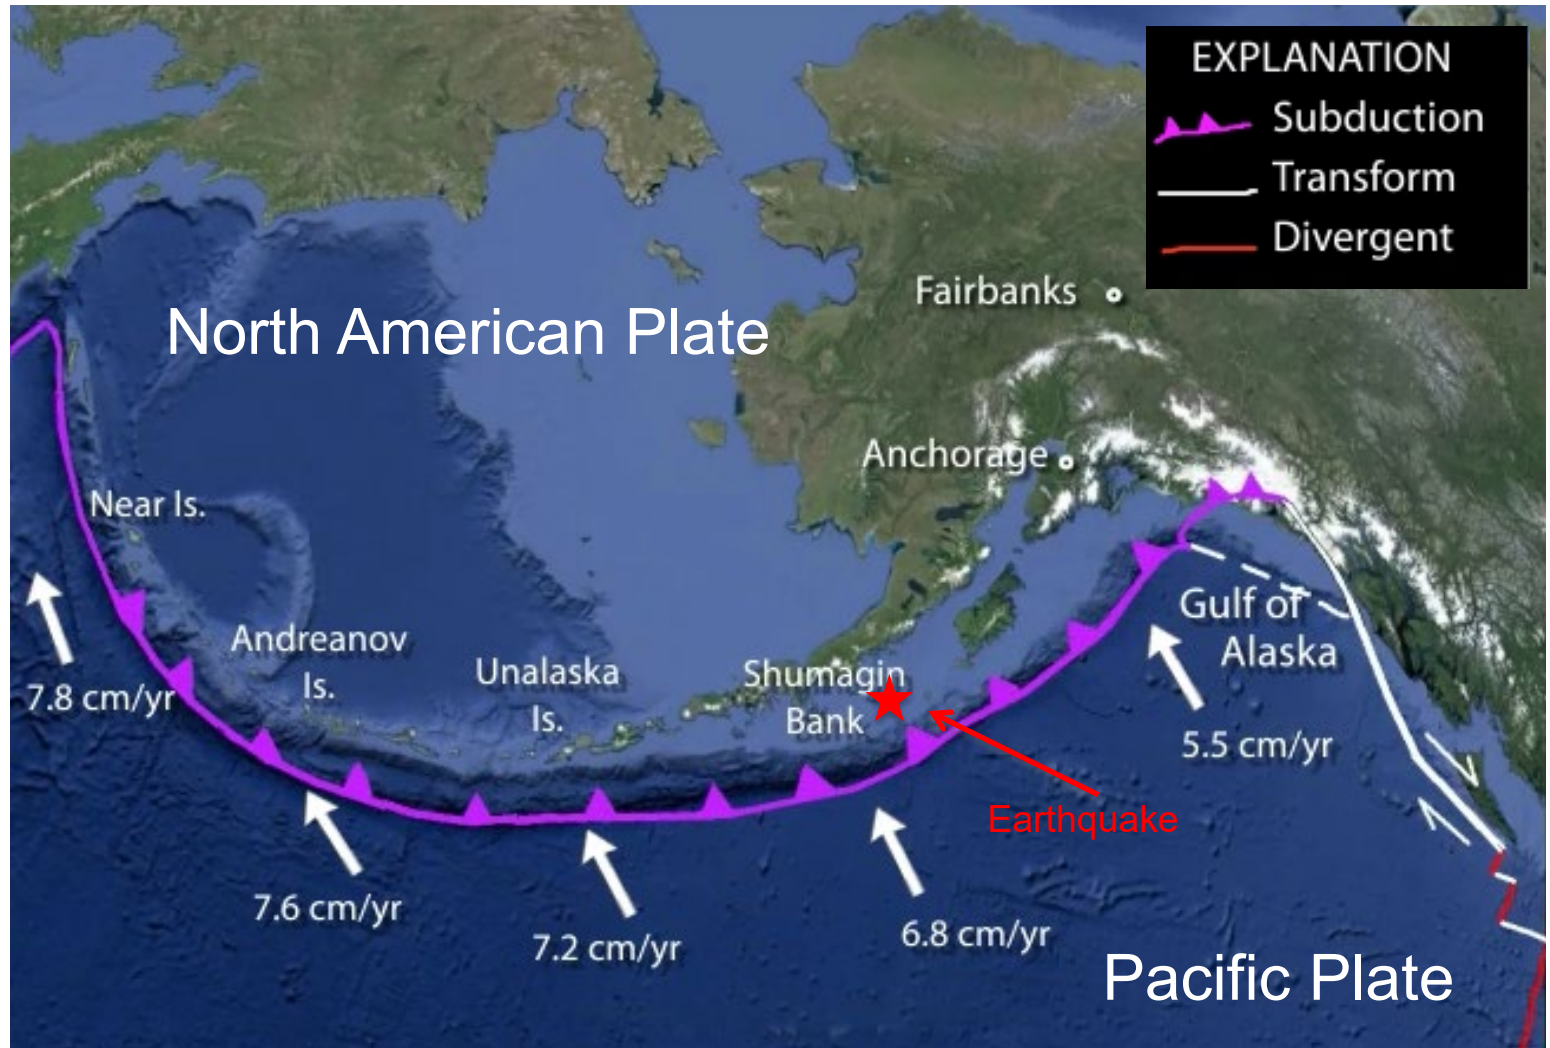 EXPLANATION
Subduction
Transform
Divergent
Fairbanks
North American Plate
Anchorage
Near Is.
Gulf of
Alaska
Andreanov
Is.
Unalaska
Is.
Shumagin
Bank
7.8 cm/yr
5.5 cm/yr
Earthquake
7.6 cm/yr
7.2 cm/yr
6.8 cm/yr
Pacific Plate